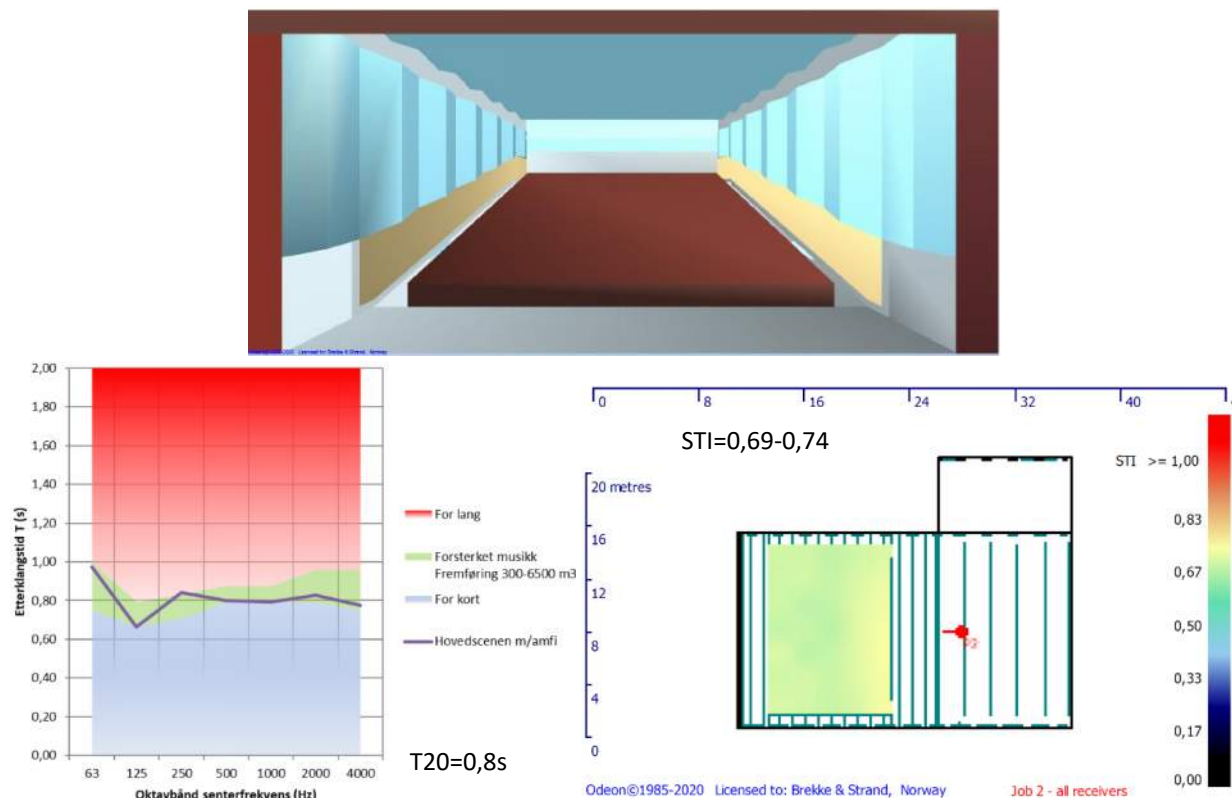 Odeon©1985-2020 Licensed to: Brekke & Strand, Norway
2,00
1,80
1,60
1,40
1,20
1,00
0,80
0,60
0,40
0,20
0,00
Etterklangstid T (s)
63 125 250 500 1000 2000 4000
Oktavbånd senterfrekvens (Hz)
For lang
Forsterket musikk
Fremføring 300-6500 m3
For kort
Hovedscenen m/amfi
T20=0,8s
0 8 16 24 32 40
STI=0,69-0,74
20 metres
16
12
8
4
0
P2
STI >= 1,00
0,83
0,67
0,50
0,33
0,17
0,00
Odeon©1985-2020 Licensed to: Brekke & Strand, Norway
Job 2 - all receivers